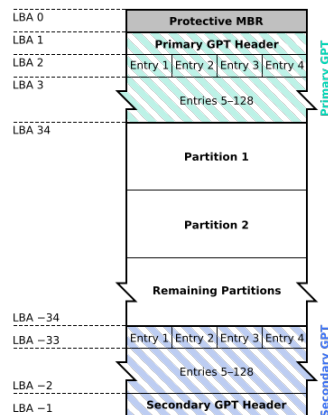 LBA 0
Protective MBR
LBA 1
Primary GPT Header
LBA 2
Entry 1 Entry 2 Entry 3 Entry 4
LBA 3
Entries 5–128
Primary GPT
LBA 34
Partition 1
Partition 2
Remaining Partitions
LBA −34
LBA −33
Entry 1 Entry 2 Entry 3 Entry 4
Entries 5–128
LBA −2
Secondary GPT Header
LBA −1
Secondary GPT